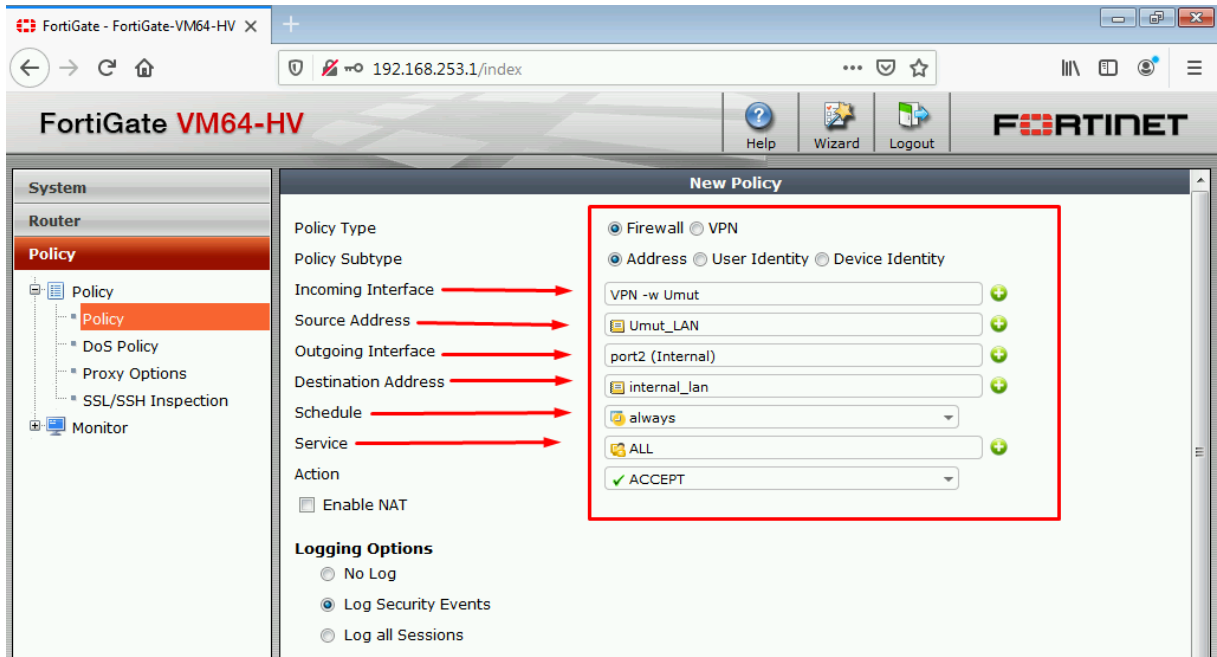 FortiGate - FortiGate-VM64-HV
192.168.253.1/index
FortiGate VM64-HV
Help
Wizard
Logout
FORTINET
System
Router
Policy
Policy
Policy
DoS Policy
Proxy Options
SSL/SSH Inspection
Monitor
New Policy
Policy Type Firewall VPN
Policy Subtype Address User Identity Device Identity
Incoming Interface VPN -w Umut
Source Address Umut_LAN
Outgoing Interface port2 (Internal)
Destination Address internal_lan
Schedule always
Service ALL
Action ACCEPT
Enable NAT
Logging Options
No Log
Log Security Events
Log all Sessions